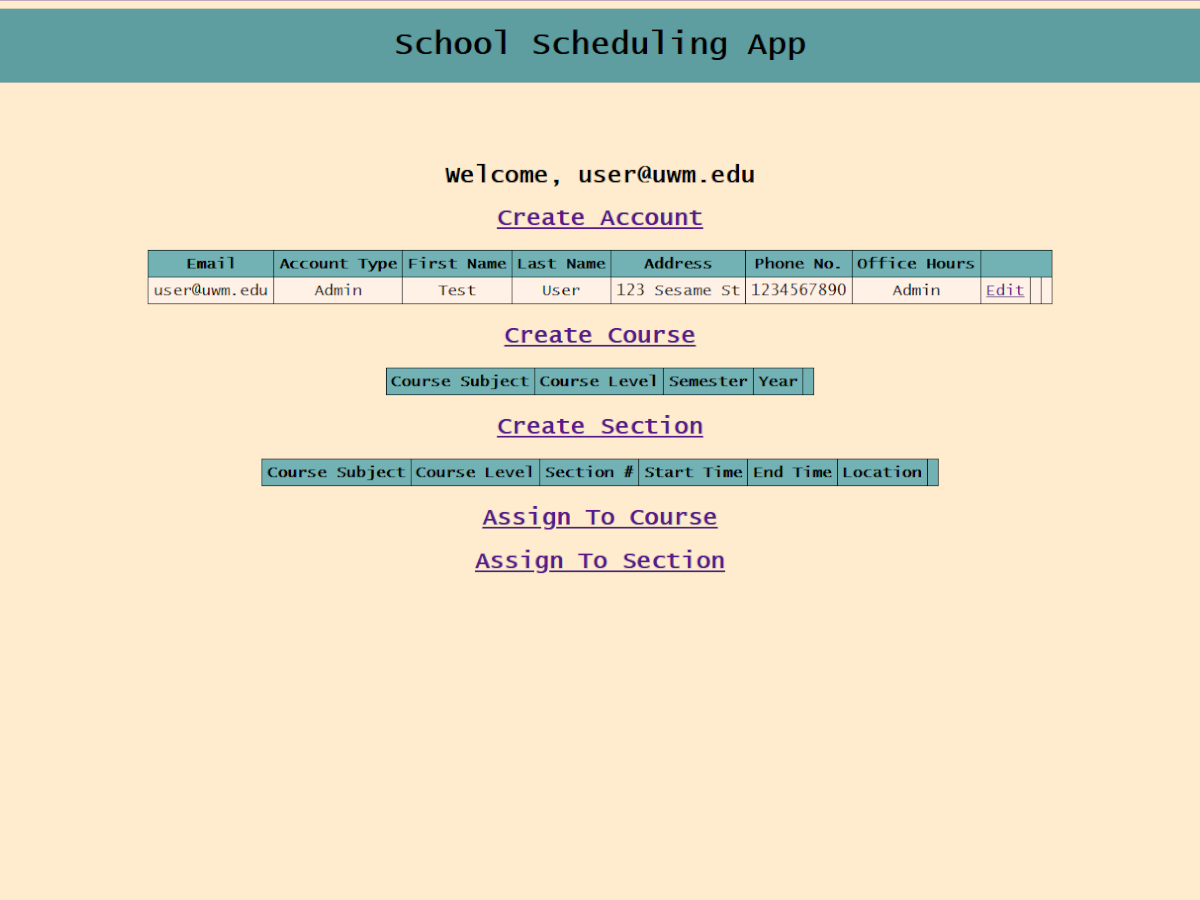 School Scheduling App
Welcome, user@uwm.edu
Create Account
Email Account Type First Name Last Name Address Phone No. Office Hours
user@uwm.edu Admin Test User 123 Sesame St 1234567890 Admin Edit
Create Course
Course Subject Course Level Semester Year
Create Section
Course Subject Course Level Section # Start Time End Time Location
Assign To Course
Assign To Section